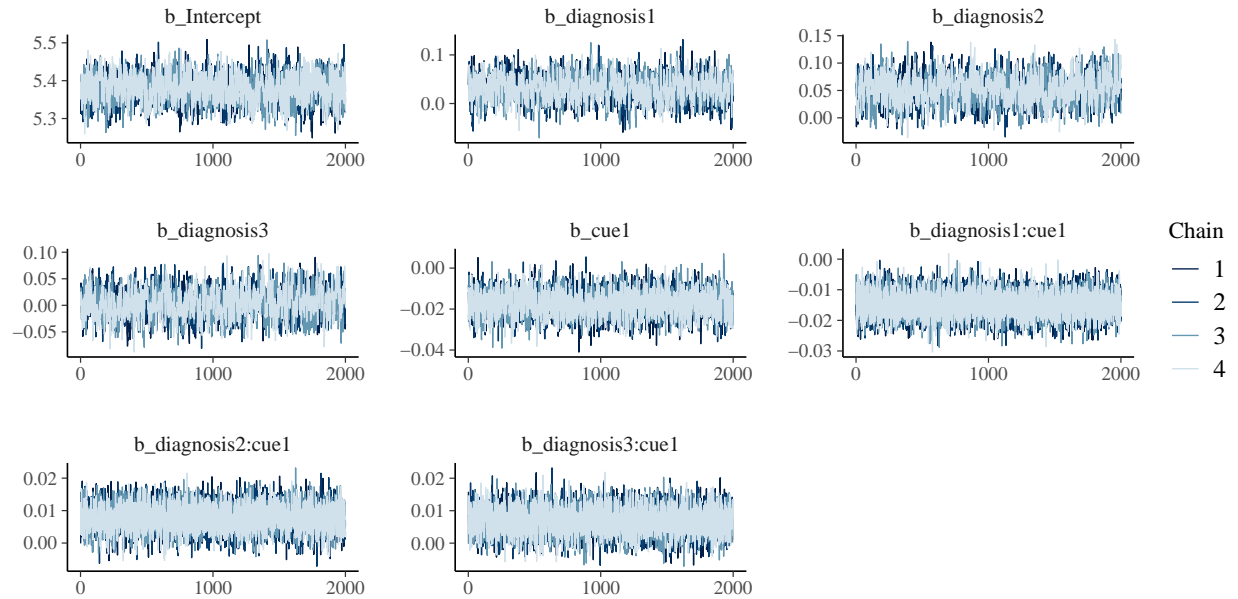 b_Intercept
b_diagnosis1
b_diagnosis2
5.5
5.4
5.3
0 1000 2000
0.1
0.0
0 1000 2000
0.15
0.10
0.05
0.00
0 1000 2000
b_diagnosis3
b_cue1
b_diagnosis1:cue1
0.10
0.05
0.00
−0.05
0 1000 2000
0.00
−0.02
−0.04
0 1000 2000
0.00
−0.01
−0.02
−0.03
0 1000 2000
Chain
1
2
3
4
b_diagnosis2:cue1
b_diagnosis3:cue1
0.02
0.01
0.00
0 1000 2000
0.02
0.01
0.00
0 1000 2000